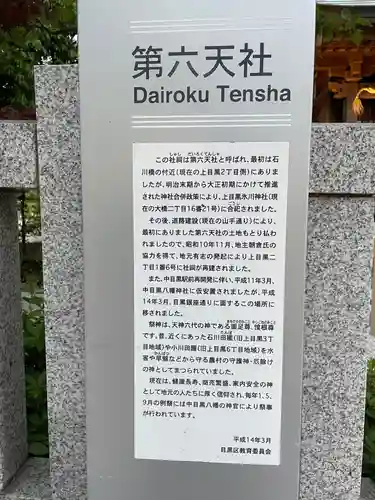 第六天社
Dairoku Tensha
この社祠は第六天社と呼ばれ、最初は石
川橋の付近(現在の上目黒2丁目側)にありま
したが、明治末期から大正初期にかけて推進
された神社合併政策により、上目黒氷川神社(現
在の大橋二丁目16番21号)に合祀されました。
その後、道路建設(現在の山手通り)により、
最初にありました第六天社の土地もとり払わ
れましたので、昭和10年11月、地主朝倉氏の
協力を得て、地元有志の発起により上目黒二
丁目1番6号に社祠が再建されました。
また、中目黒駅前再開発に伴い、平成11年3月、
中目黒八幡神社に仮安置されましたが、平成
14年3月、目黒銀座通りに面するこの場所に
移されました。
祭神は、天神六代の神である面足尊、惶根尊
です。昔、近くにあった石川田圃(旧上目黒3丁
目地域)や小川田圃(旧上目黒6丁目地域)を水
害や旱魃などから守る農村の守護神・厄除け
の神としてまつられていました。
現在は、健康長寿、商売繁盛、家内安全の神
として地元の人たちに厚く信仰され、毎年1、5、
9月の例祭には中目黒八幡の神官により祭事
が行われています。
平成14年3月
目黒区教育委員会